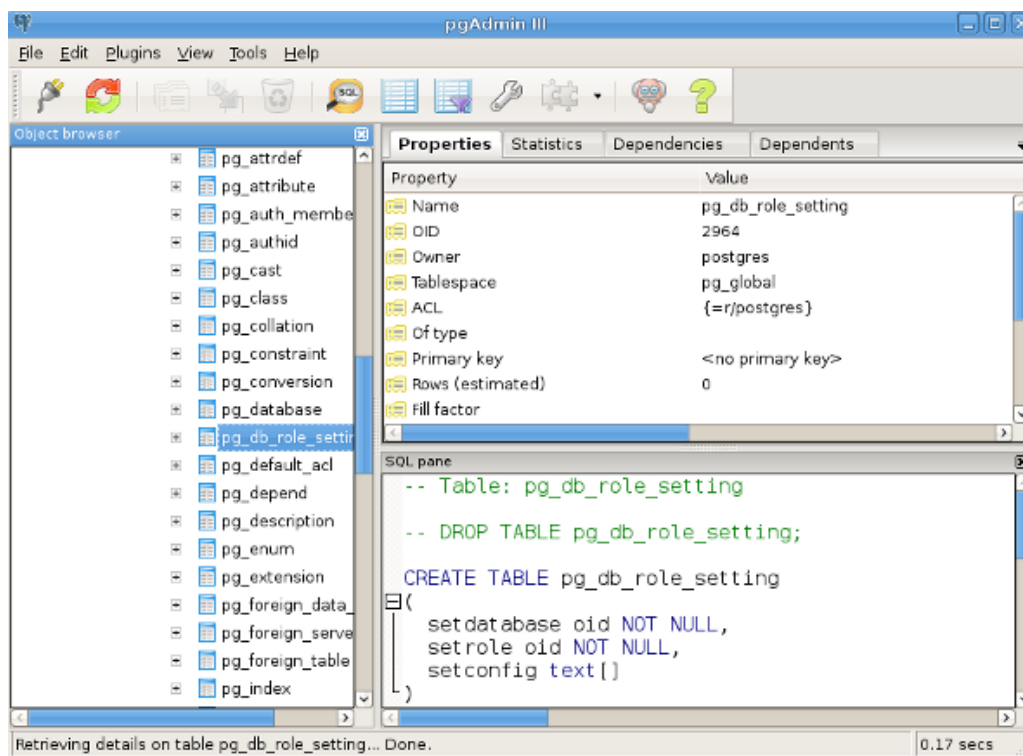 pgAdmin III
File Edit Plugins View Tools Help
SQL
Object browser
pg_attrdef
pg_attribute
pg_auth_membe
pg_authid
pg_cast
pg_class
pg_collation
pg_constraint
pg_conversion
pg_database
pg_db_role_settin
pg_default_acl
pg_depend
pg_description
pg_enum
pg_extension
pg_foreign_data_
pg_foreign_serve
pg_foreign_table
pg_index
Properties Statistics Dependencies Dependents
Property Value
Name pg_db_role_setting
OID 2964
Owner postgres
Tablespace pg_global
ACL {=r/postgres}
Of type
Primary key <no primary key>
Rows (estimated) 0
Fill factor
SQL pane
-- Table: pg_db_role_setting
-- DROP TABLE pg_db_role_setting;
CREATE TABLE pg_db_role_setting
(
setdatabase oid NOT NULL,
setrole oid NOT NULL,
setconfig text[]
)
Retrieving details on table pg_db_role_setting... Done. 0.17 secs